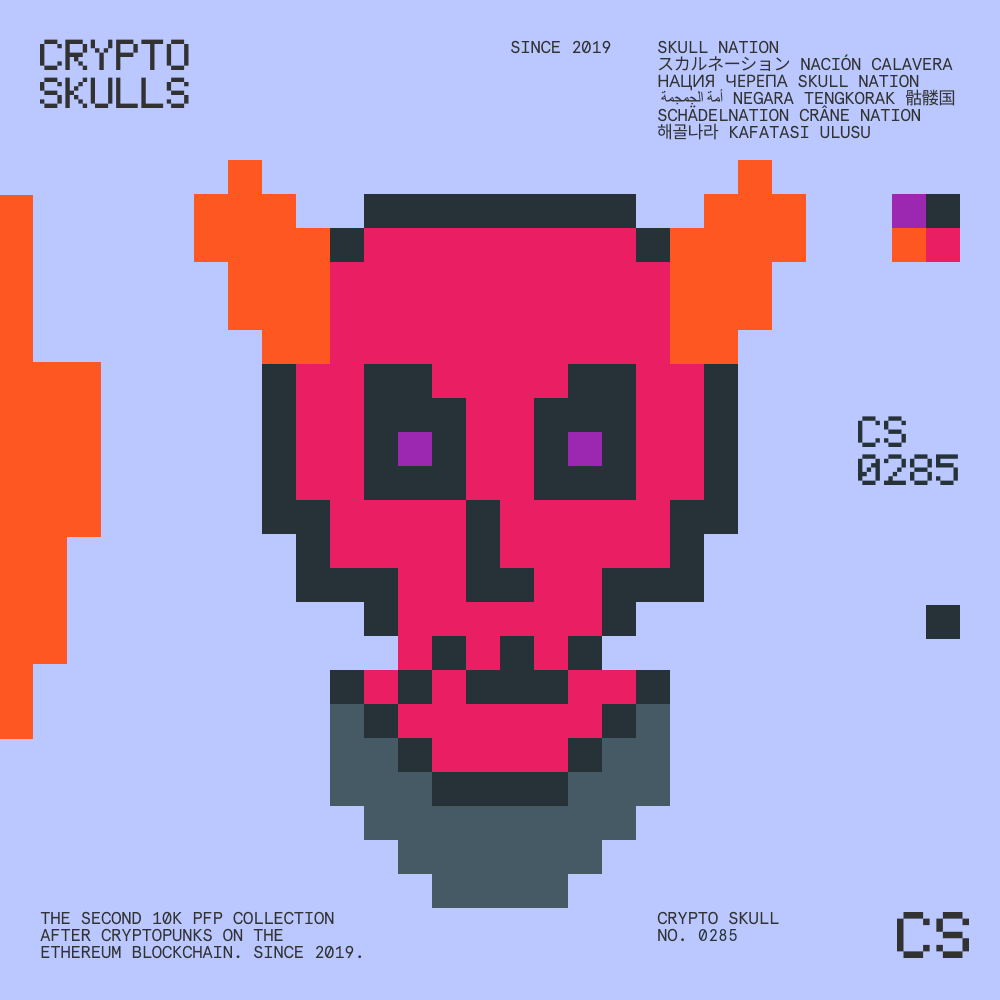 CRYPTO
SKULLS
SINCE 2019
SKULL NATION
スカルネーション NACIÓN CALAVERA
НАЦИЯ ЧЕРЕПА SKULL NATION
أمة الجمجمة NEGARA TENGKORAK 骷髅国
SCHÄDELNATION CRÂNE NATION
해골나라 KAFATASI ULUSU
CS
0285
THE SECOND 10K PFP COLLECTION
AFTER CRYPTOPUNKS ON THE
ETHEREUM BLOCKCHAIN. SINCE 2019.
CRYPTO SKULL
NO. 0285
CS